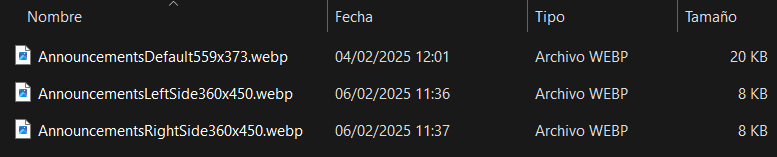 Nombre Fecha Tipo Tamaño
AnnouncementsDefault559x373.webp 04/02/2025 12:01 Archivo WEBP 20 KB
AnnouncementsLeftSide360x450.webp 06/02/2025 11:36 Archivo WEBP 8 KB
AnnouncementsRightSide360x450.webp 06/02/2025 11:37 Archivo WEBP 8 KB